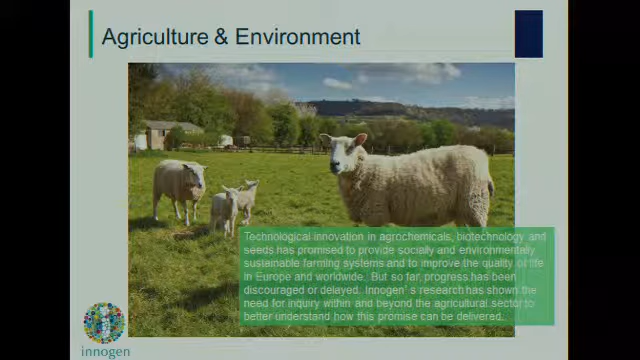 Agriculture & Environment
Technological innovation in agrochemicals, biotechnology and
seeds has promised to provide socially and environmentally
sustainable farming systems and to improve the quality of life
in Europe and worldwide. But so far, progress has been
discouraged or delayed. Innogen's research has shown the
need for inquiry within and beyond the agricultural sector to
better understand how this promise can be delivered.
innogen